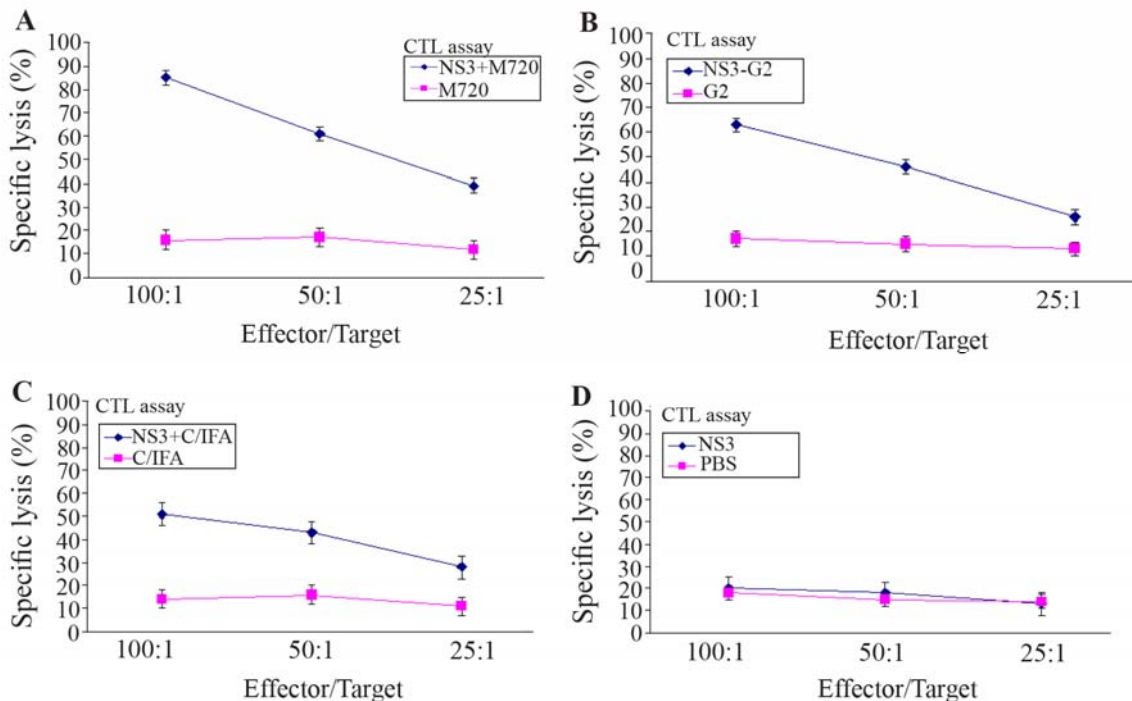 A
CTL assay
NS3+M720
M720
Specific lysis (%)
100
90
80
70
60
50
40
30
20
10
0
100:1 50:1 25:1
Effector/Target
B
CTL assay
NS3-G2
G2
Specific lysis (%)
100
90
80
70
60
50
40
30
20
10
0
100:1 50:1 25:1
Effector/Target
C
CTL assay
NS3+C/IFA
C/IFA
Specific lysis (%)
100
90
80
70
60
50
40
30
20
10
0
100:1 50:1 25:1
Effector/Target
D
CTL assay
NS3
PBS
Specific lysis (%)
100
90
80
70
60
50
40
30
20
10
0
100:1 50:1 25:1
Effector/Target